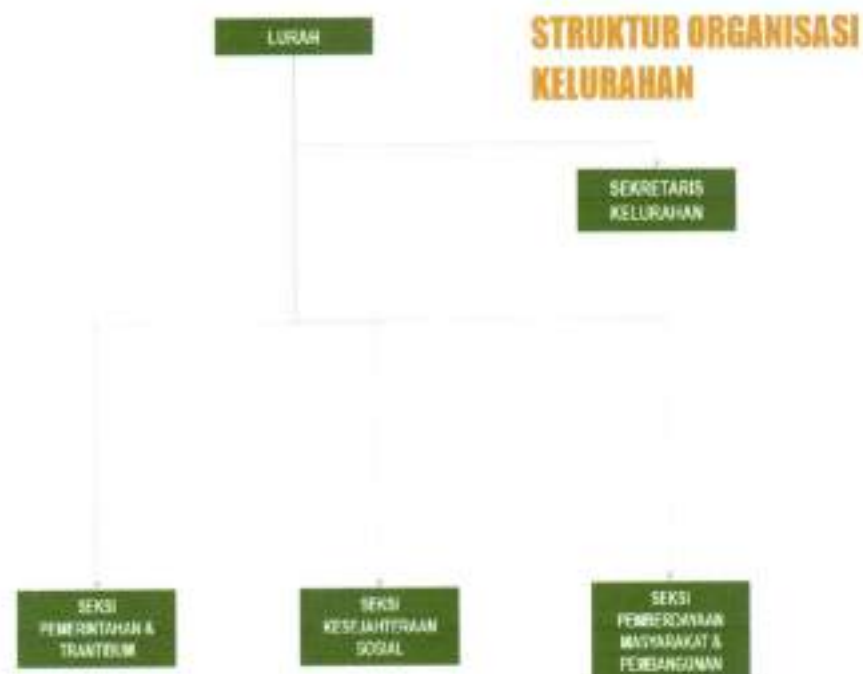 LURAH
STRUKTUR ORGANISASI
KELURAHAN
SEKRETARIS
KELURAHAN
SEKSI
PEMERINTAHAN &
TRANTIBUM
SEKSI
KESEJAHTERAAN
SOSIAL
SEKSI
PEMBERDAYAAN
MASYARAKAT &
PEMBANGUNAN